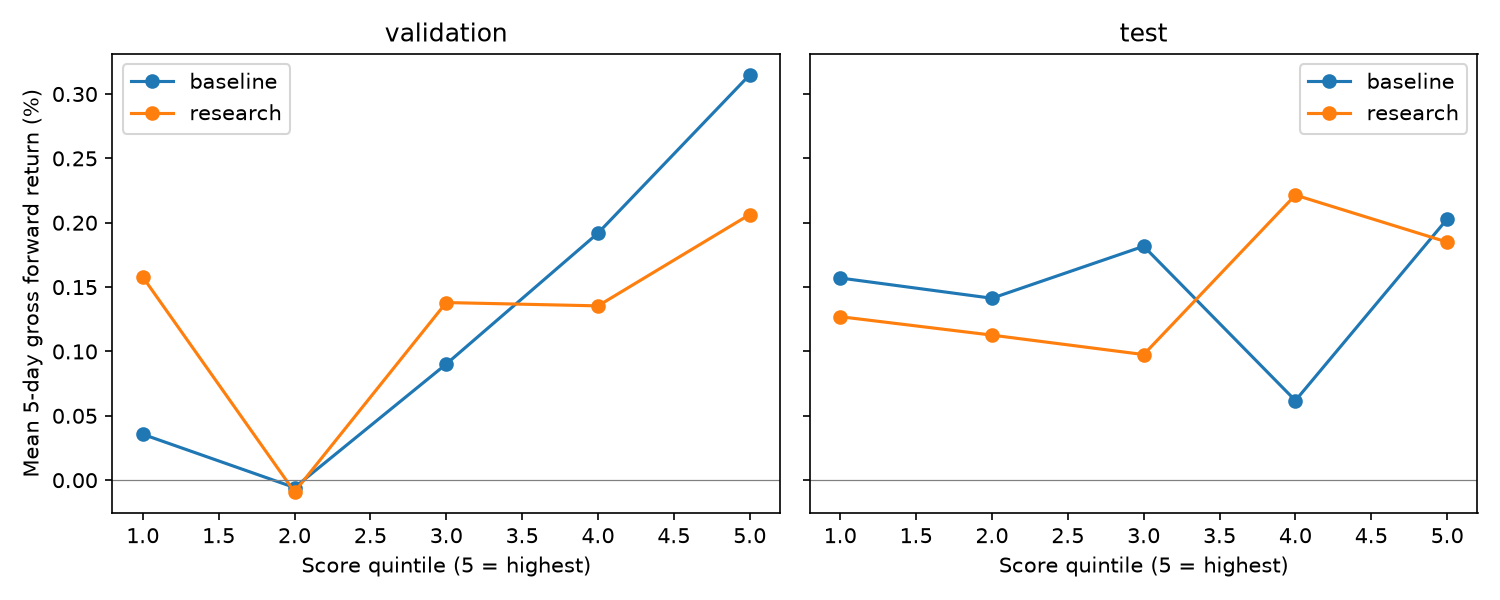 validation
test
baseline
research
baseline
research
Mean 5-day gross forward return (%)
0.30
0.25
0.20
0.15
0.10
0.05
0.00
1.0 1.5 2.0 2.5 3.0 3.5 4.0 4.5 5.0
1.0 1.5 2.0 2.5 3.0 3.5 4.0 4.5 5.0
Score quintile (5 = highest)
Score quintile (5 = highest)